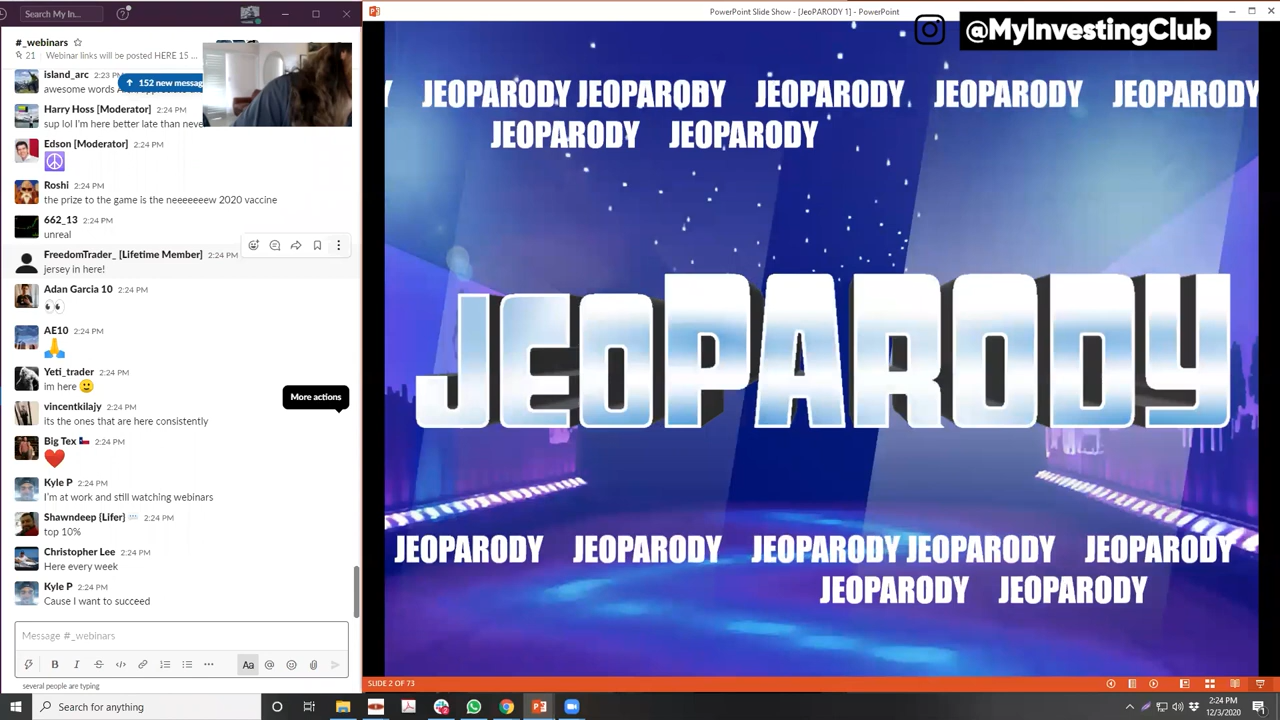 Search My In...
#_webinars
21 Webinar links will be posted HERE 15 ...
island_arc 2:23 PM
152 new messag
awesome words
Harry Hoss [Moderator] 2:24 PM
sup lol I'm here better late than neve
Edson [Moderator] 2:24 PM
Roshi 2:24 PM
the prize to the game is the neeeeeeew 2020 vaccine
662_13 2:24 PM
unreal
FreedomTrader_ [Lifetime Member] 2:24 PM
jersey in here!
Adan Garcia 10 2:24 PM
AE10 2:24 PM
Yeti_trader 2:24 PM
im here
More actions
vincentkilajy 2:24 PM
its the ones that are here consistently
Big Tex 2:24 PM
Kyle P 2:24 PM
I'm at work and still watching webinars
Shawndeep [Lifer] 2:24 PM
top 10%
Christopher Lee 2:24 PM
Here every week
Kyle P 2:24 PM
Cause I want to succeed
Message #_webinars
B I S Aa @
several people are typing
PowerPoint Slide Show - [JeoPARODY 1] - PowerPoint
@MyInvestingClub
JEOPARODY JEOPARODY JEOPARODY JEOPARODY JEOPARODY
JEOPARODY JEOPARODY
JEOPARODY
JEOPARODY JEOPARODY JEOPARODY JEOPARODY JEOPARODY
JEOPARODY JEOPARODY
SLIDE 2 OF 73
Search for anything
2:24 PM
12/3/2020